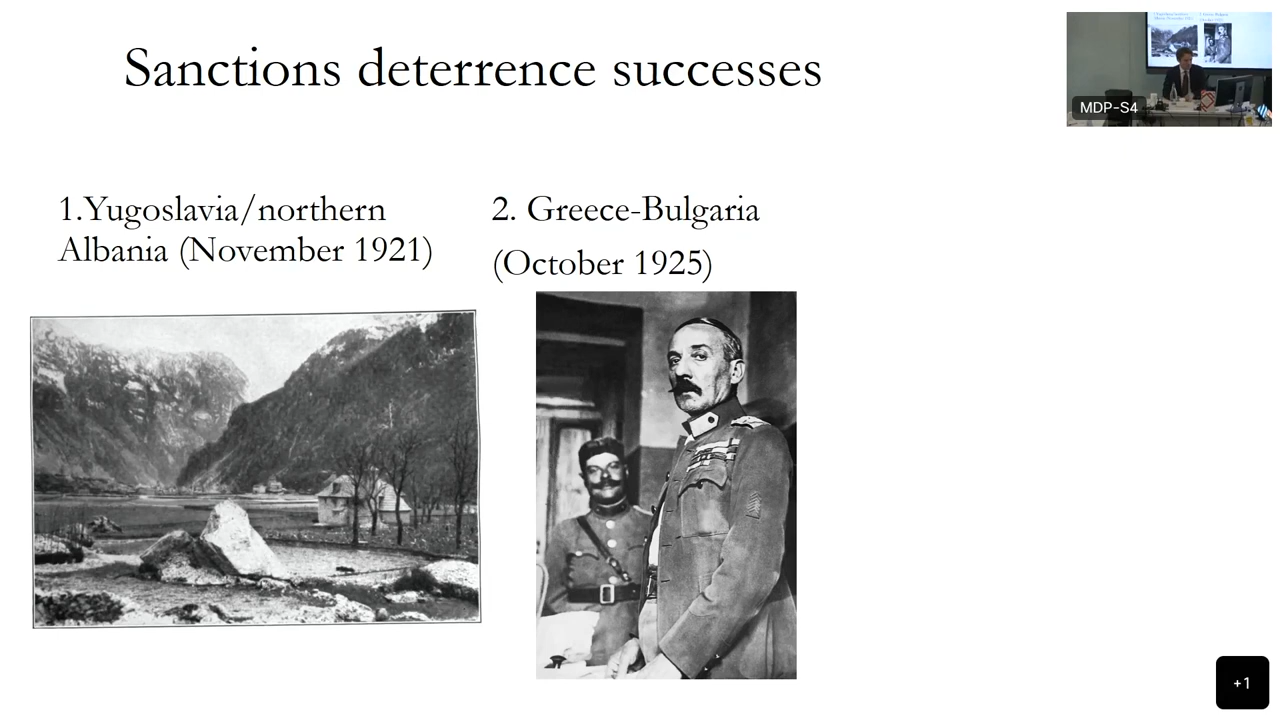 Sanctions deterrence successes
MDP-S4
1.Yugoslavia/northern
Albania (November 1921)
2. Greece-Bulgaria
(October 1925)
+1